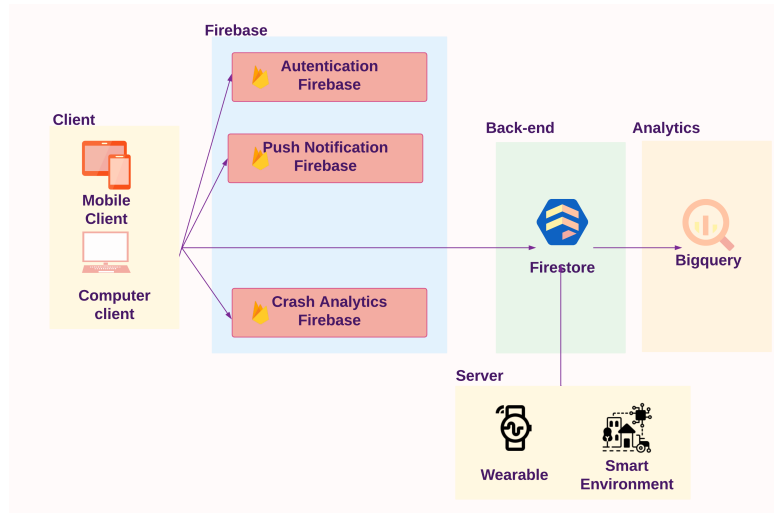 Firebase
Autentication
Firebase
Client
Push Notification
Firebase
Mobile
Client
Computer
client
Crash Analytics
Firebase
Back-end
Firestore
Analytics
Bigquery
Server
Wearable
Smart
Environment